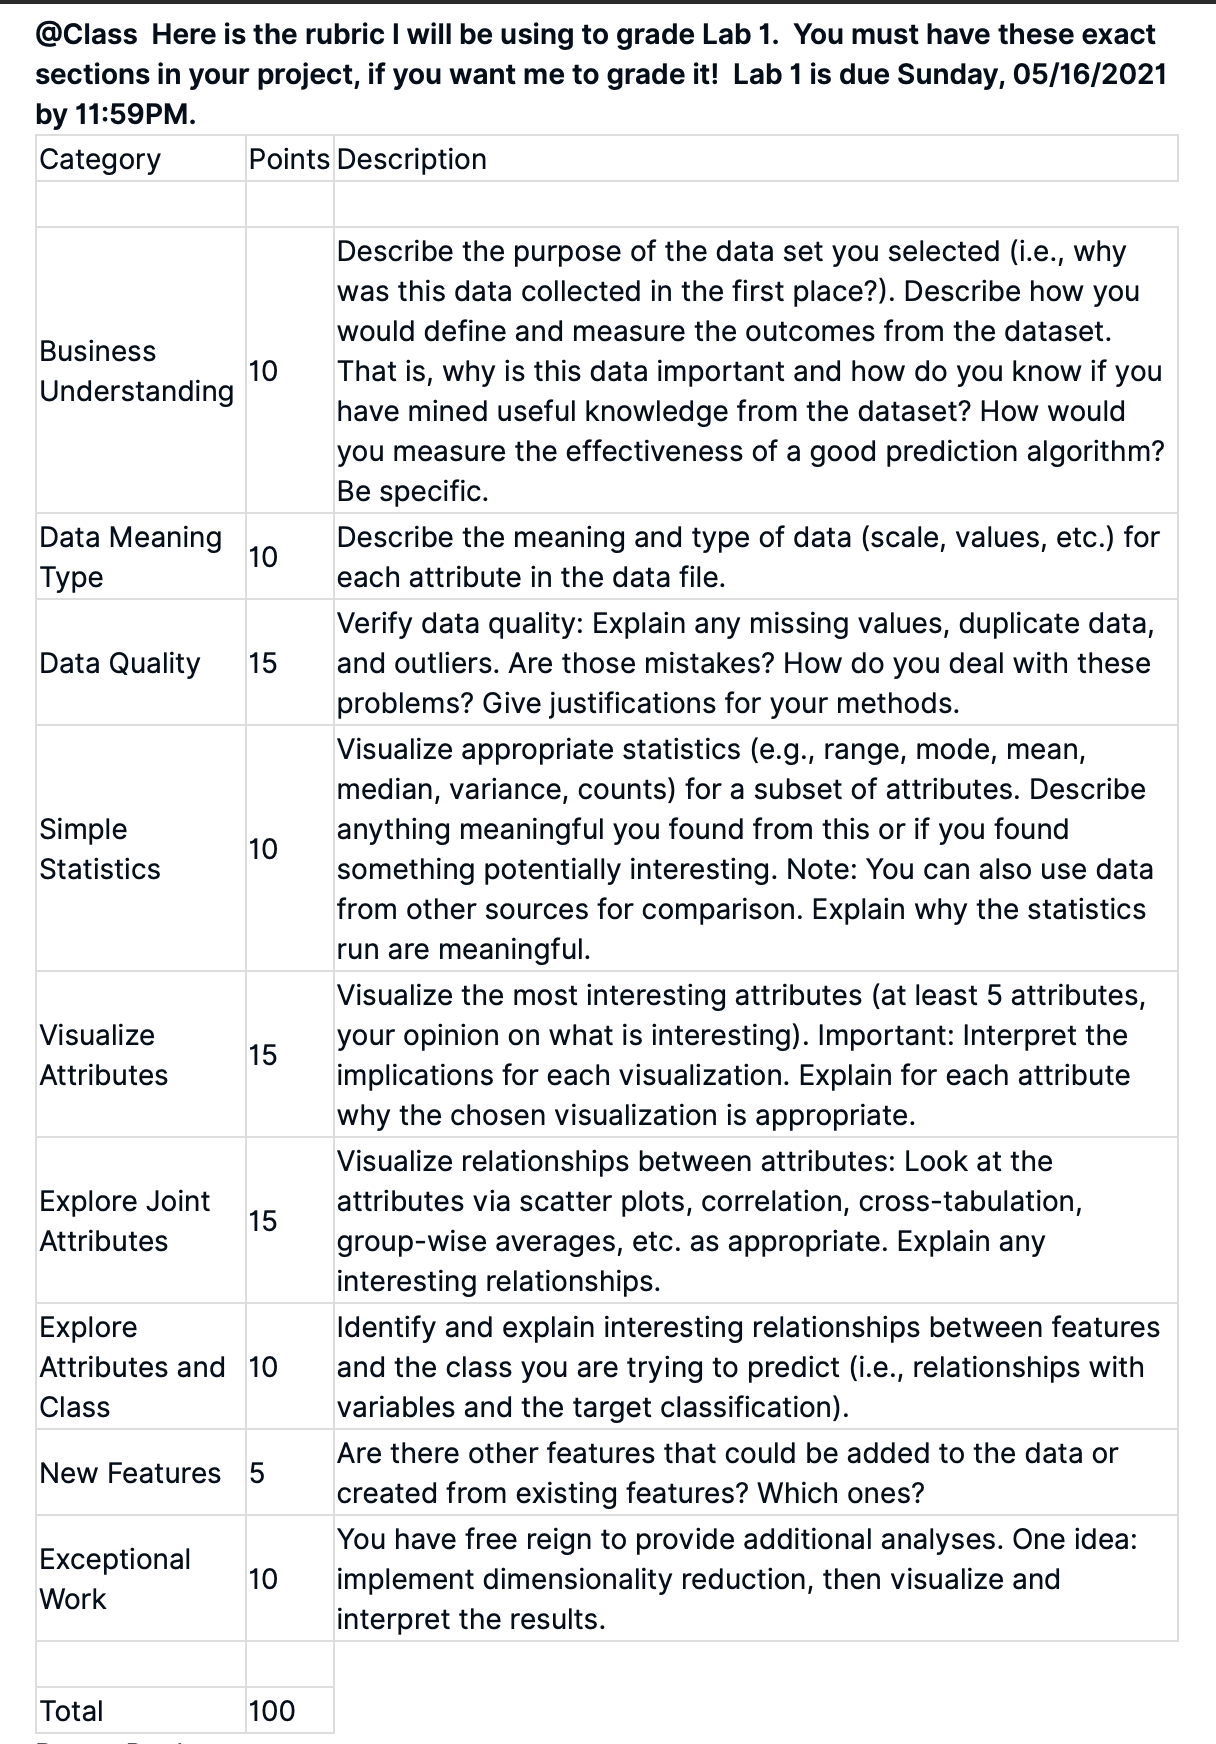 @Class  Here is the rubric I will be using to grade Lab 1.  You must have these exact
sections in your project, if you want me to grade it!  Lab 1 is due Sunday, 05/16/2021
by 11:59PM.
Category Points Description
Business
Understanding
10
Describe the purpose of the data set you selected (i.e., why
was this data collected in the first place?). Describe how you
would define and measure the outcomes from the dataset.
That is, why is this data important and how do you know if you
have mined useful knowledge from the dataset? How would
you measure the effectiveness of a good prediction algorithm?
Be specific.
Data Meaning
Type
10
Describe the meaning and type of data (scale, values, etc.) for
each attribute in the data file.
Data Quality
15
Verify data quality: Explain any missing values, duplicate data,
and outliers. Are those mistakes? How do you deal with these
problems? Give justifications for your methods.
Simple
Statistics
10
Visualize appropriate statistics (e.g., range, mode, mean,
median, variance, counts) for a subset of attributes. Describe
anything meaningful you found from this or if you found
something potentially interesting. Note: You can also use data
from other sources for comparison. Explain why the statistics
run are meaningful.
Visualize
Attributes
15
Visualize the most interesting attributes (at least 5 attributes,
your opinion on what is interesting). Important: Interpret the
implications for each visualization. Explain for each attribute
why the chosen visualization is appropriate.
Explore Joint
Attributes
15
Visualize relationships between attributes: Look at the
attributes via scatter plots, correlation, cross-tabulation,
group-wise averages, etc. as appropriate. Explain any
interesting relationships.
Explore
Attributes and
Class
10
Identify and explain interesting relationships between features
and the class you are trying to predict (i.e., relationships with
variables and the target classification).
New Features
5
Are there other features that could be added to the data or
created from existing features? Which ones?
Exceptional
Work
10
You have free reign to provide additional analyses. One idea:
implement dimensionality reduction, then visualize and
interpret the results.
Total 100